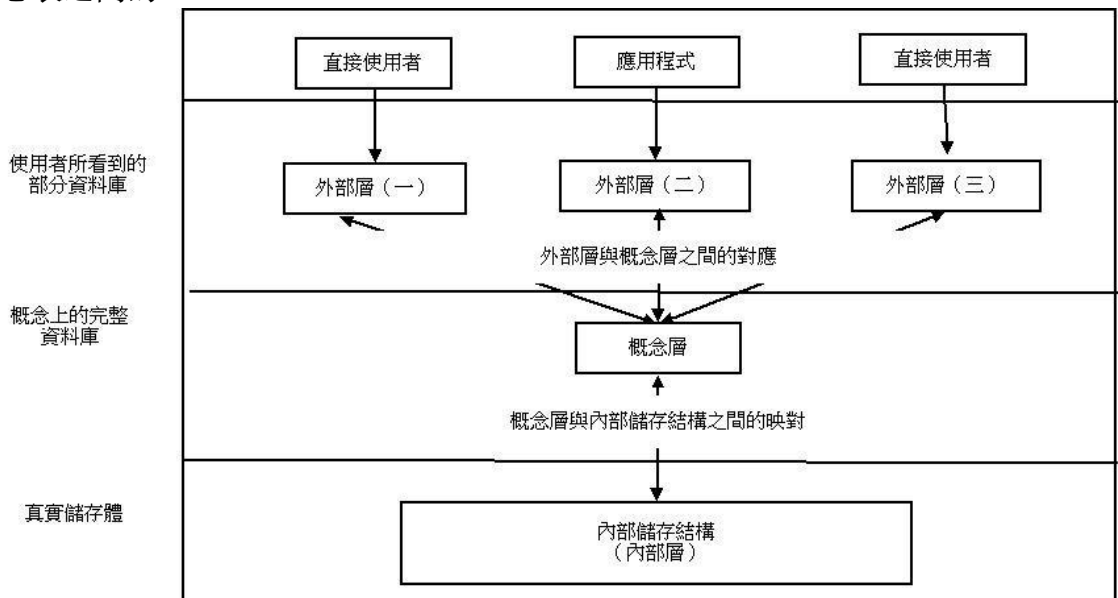 直接使用者
應用程式
直接使用者
使用者所看到的
部分資料庫
外部層（一）
外部層（二）
外部層（三）
外部層與概念層之間的對應
概念上的完整
資料庫
概念層
概念層與內部儲存結構之間的映對
真實儲存體
內部儲存結構
（內部層）